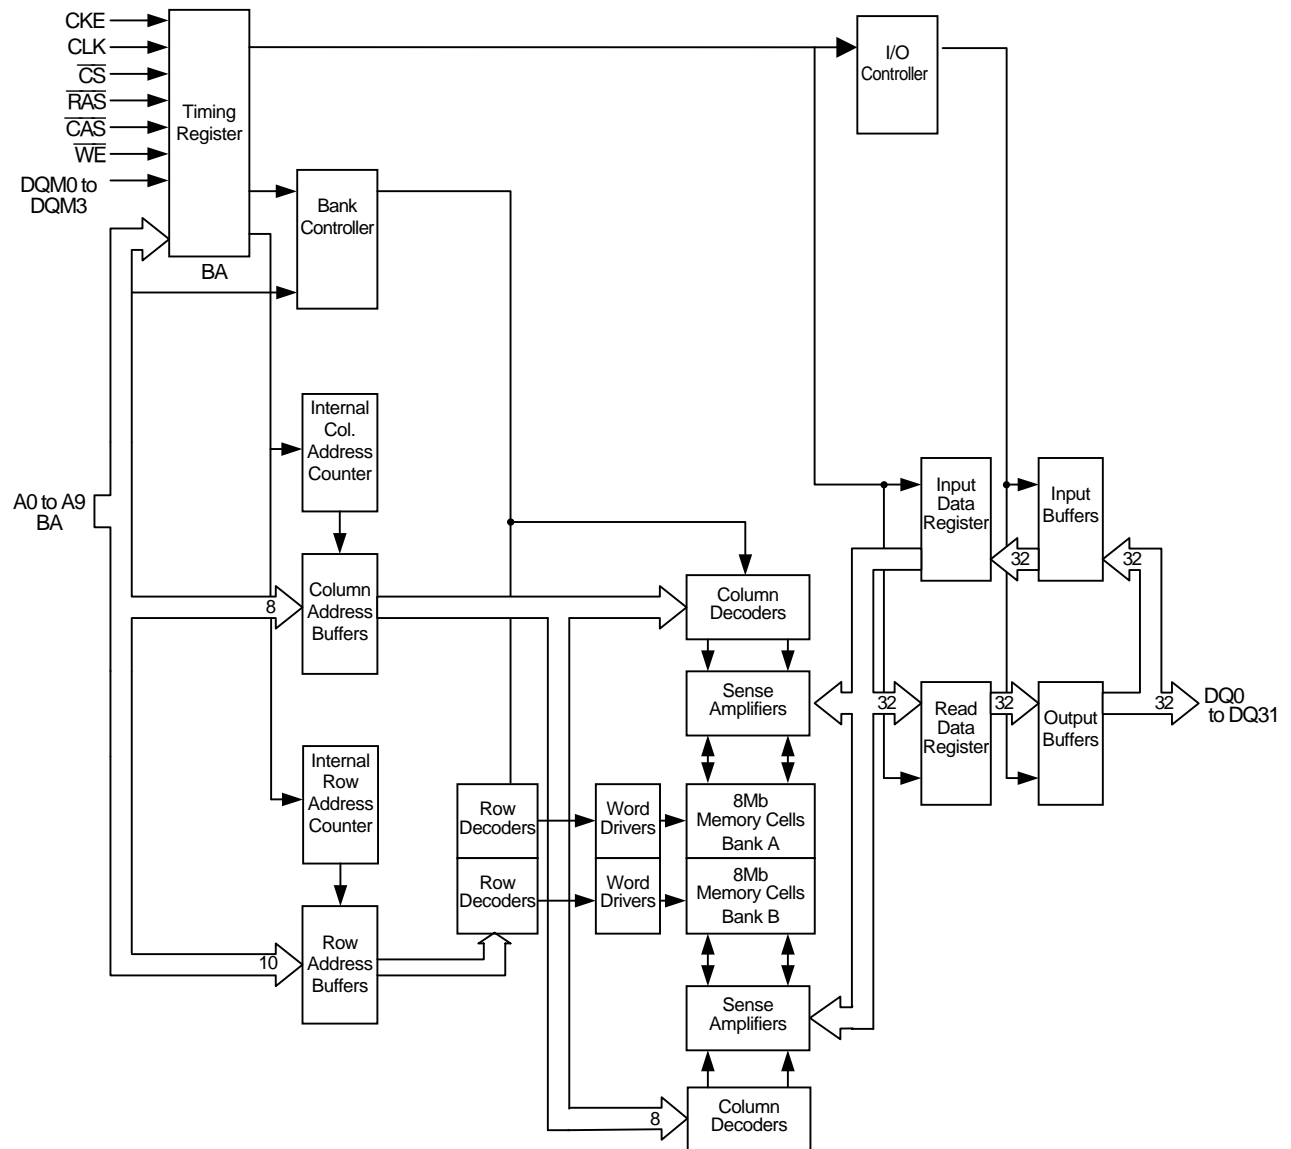 CKE
CLK
CS
RAS
CAS
WE
DQM0 to
DQM3
Timing
Register
BA
I/O
Controller
Bank
Controller
A0 to A9
BA
Internal
Col.
Address
Counter
8
Column
Address
Buffers
Internal
Row
Address
Counter
10
Row
Address
Buffers
Row
Decoders
Row
Decoders
Word
Drivers
Word
Drivers
Column
Decoders
Sense
Amplifiers
8Mb
Memory Cells
Bank A
8Mb
Memory Cells
Bank B
Sense
Amplifiers
8
Column
Decoders
Input
Data
Register
32
Input
Buffers
32
32
Read
Data
Register
32
Output
Buffers
32
DQ0
to DQ31